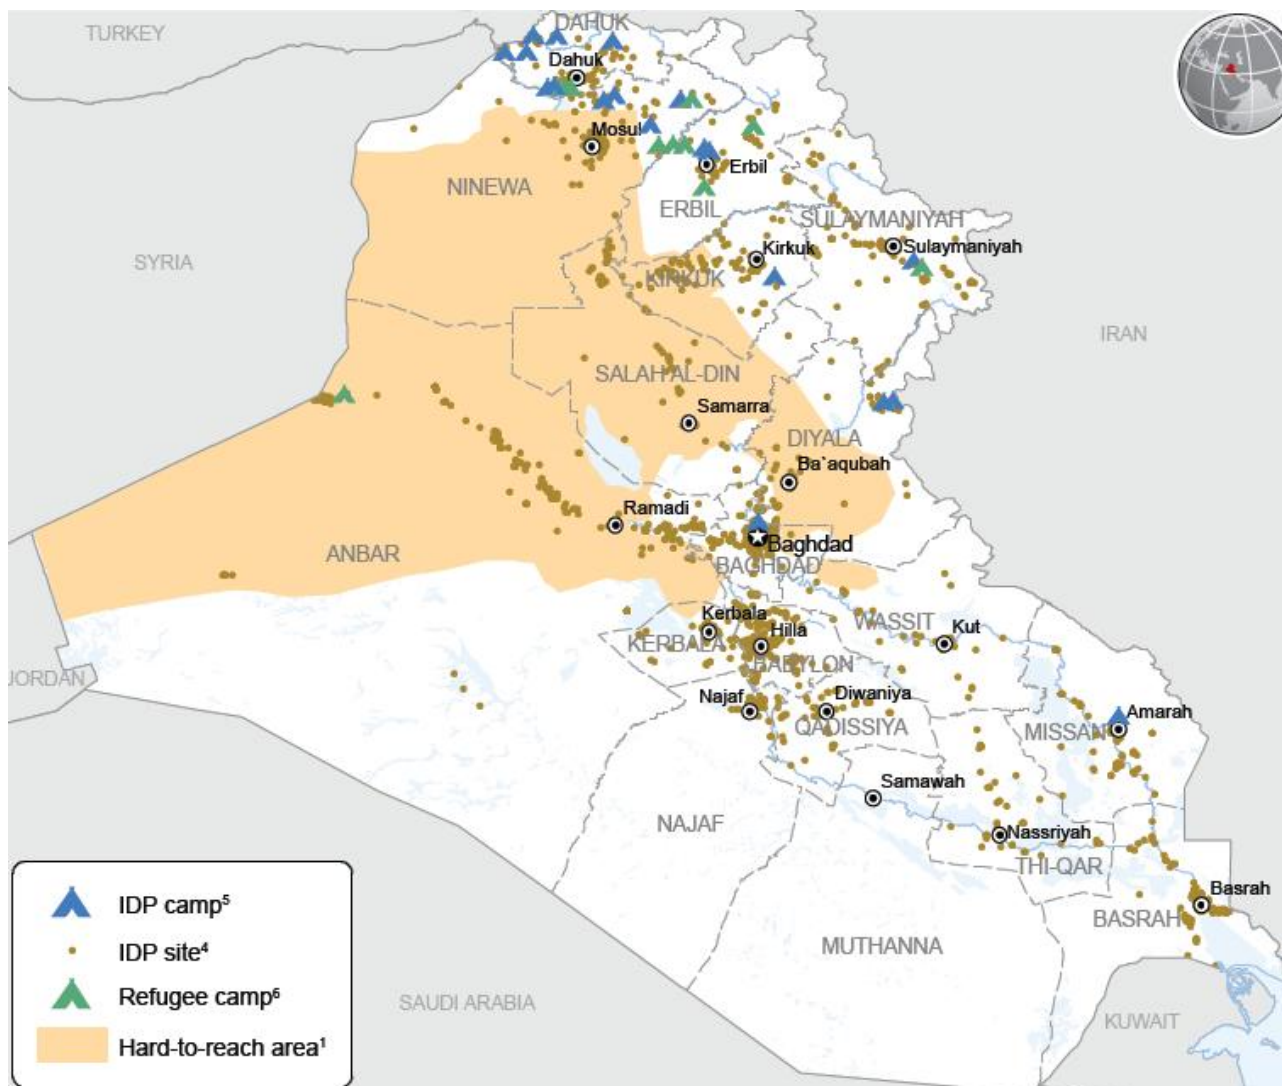 DAHUK
TURKEY
Dahuk
Mosul
Erbil
NINEWA
ERBIL
SULAYMANIYAH
Sulaymaniyah
Kirkuk
SYRIA
KIRKUK
IRAN
SALAH AL-DIN
Samarra
DIYALA
Ba`aqubah
Ramadi
Baghdad
ANBAR
BAGHDAD
Kerbala
WASSIT
Kut
Hilla
KERBALA
BABYLON
JORDAN
Najaf
Diwaniya
Amarah
QADISSIYA
MISSAN
Samawah
NAJAF
Nassriyah
THI-QAR
Basrah
BASRAH
MUTHANNA
SAUDI ARABIA
KUWAIT
IDP camp⁵
IDP site⁴
Refugee camp⁶
Hard-to-reach area¹